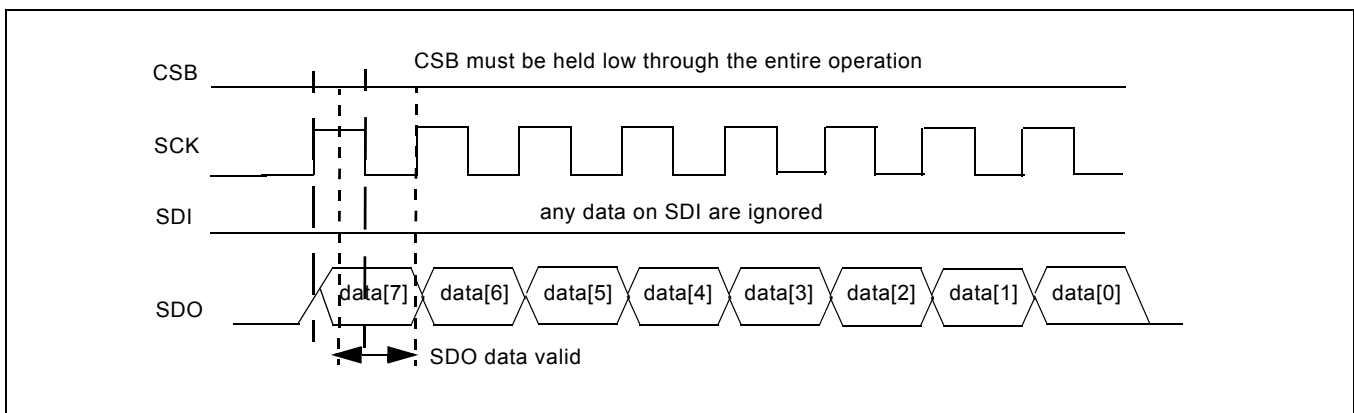 CSB must be held low through the entire operation
CSB
SCK
SDI
any data on SDI are ignored
SDO
data[7] data[6] data[5] data[4] data[3] data[2] data[1] data[0]
SDO data valid